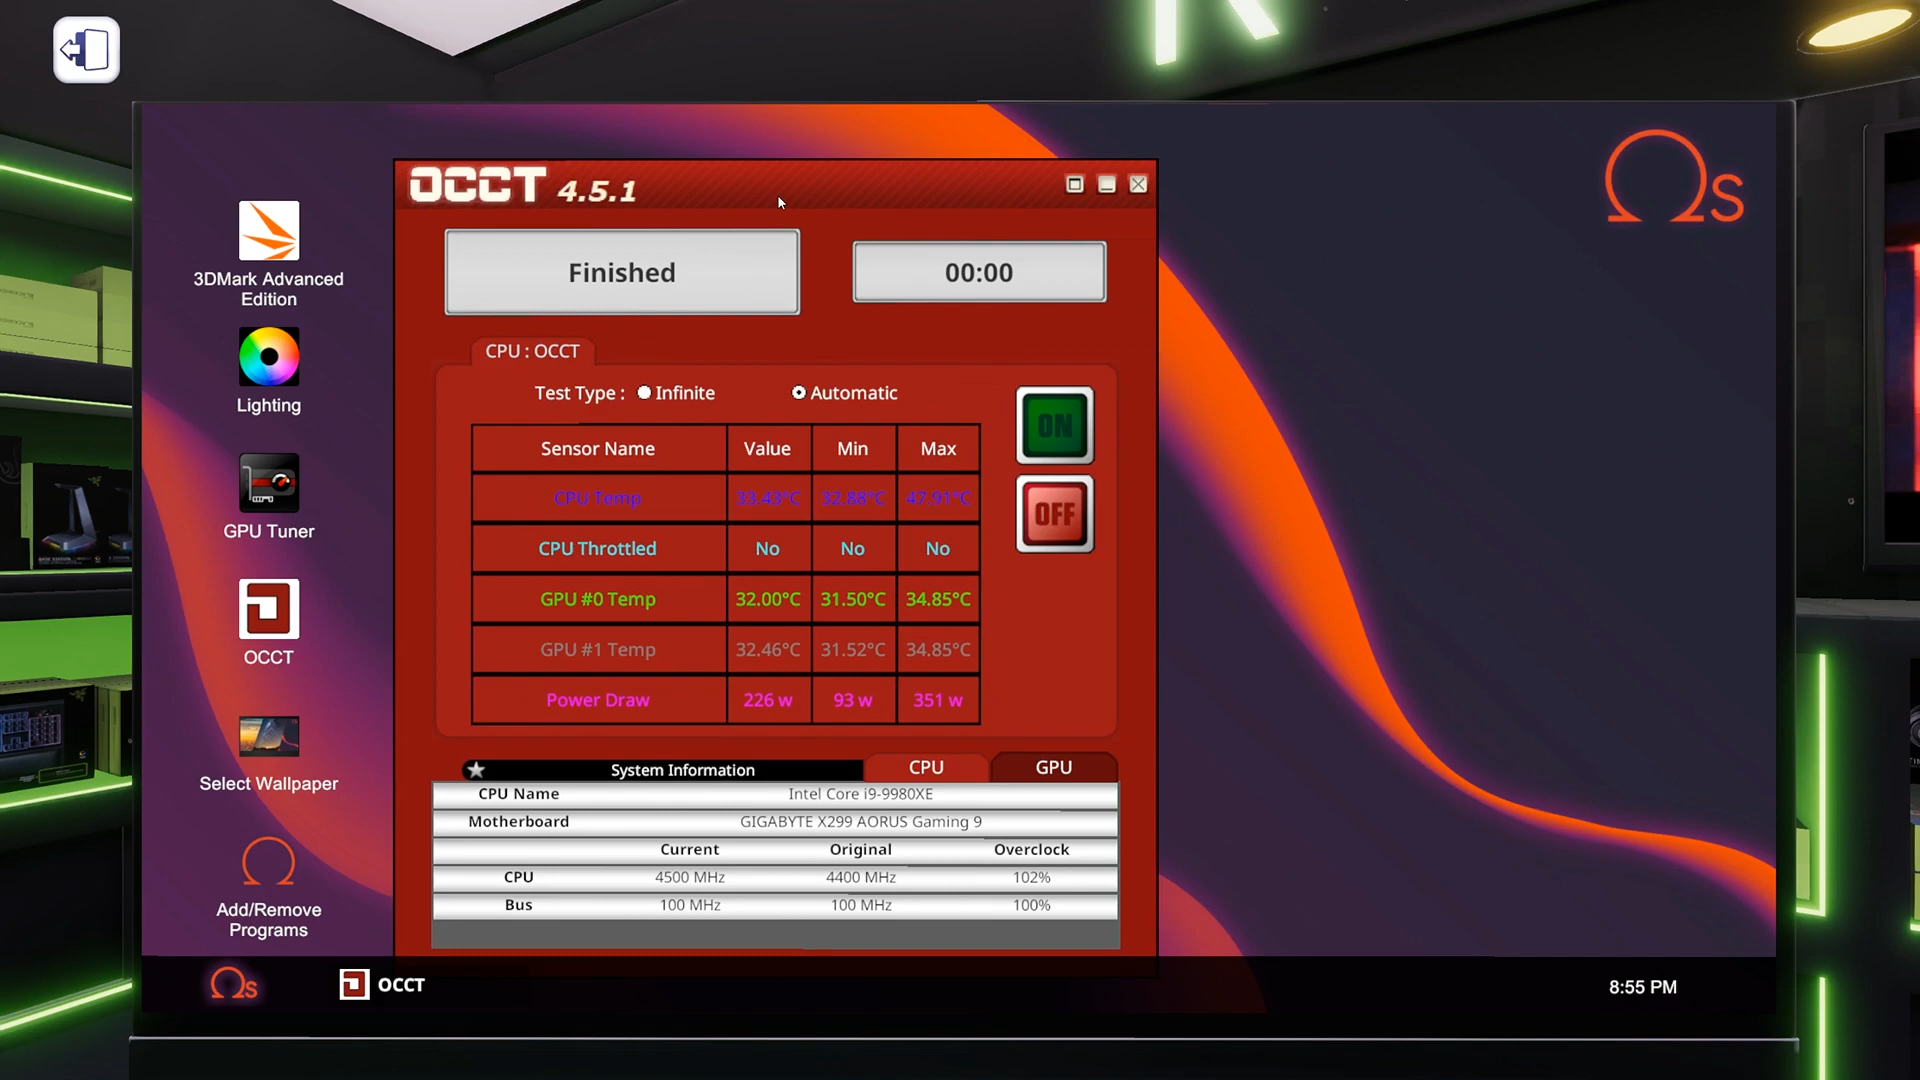 OCCT 4.5.1
Finished
00:00
CPU : OCCT
Test Type : Infinite Automatic
ON
OFF
Sensor Name Value Min Max
CPU Temp 33.43°C 32.88°C 47.91°C
CPU Throttled No No No
GPU #0 Temp 32.00°C 31.50°C 34.85°C
GPU #1 Temp 32.46°C 31.52°C 34.85°C
Power Draw 226 w 93 w 351 w
System Information CPU GPU
CPU Name Intel Core i9-9980XE
Motherboard GIGABYTE X299 AORUS Gaming 9
Current Original Overclock
CPU 4500 MHz 4400 MHz 102%
Bus 100 MHz 100 MHz 100%
3DMark Advanced
Edition
Lighting
GPU Tuner
OCCT
Select Wallpaper
Add/Remove
Programs
Ωs
Ωs
OCCT
8:55 PM